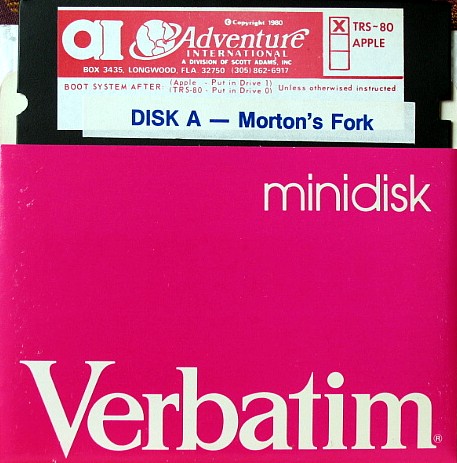 © Copyright 1980
ai Adventure
INTERNATIONAL
A DIVISION OF SCOTT ADAMS, INC
BOX 3435, LONGWOOD, FLA. 32750 (305) 862-6917
X TRS-80
APPLE
BOOT SYSTEM AFTER: (Apple - Put in Drive 1)
(TRS-80 - Put in Drive 0) Unless otherwised instructed
DISK A — Morton's Fork
minidisk
Verbatim®